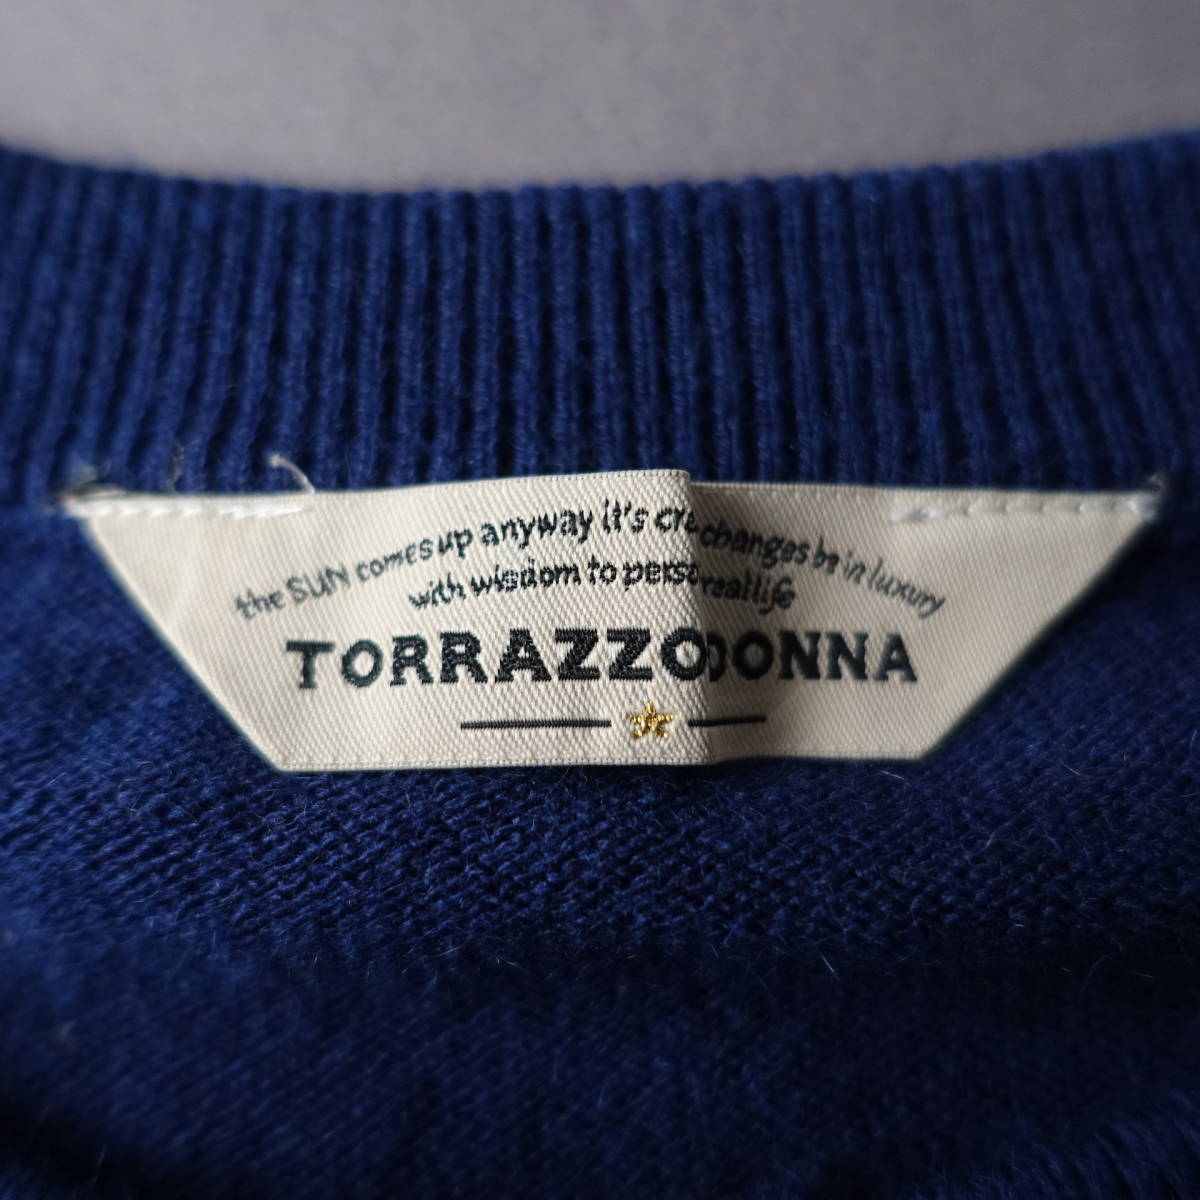 the SUN comes up anyway it's cre changes be in luxury
with wisdom to perso real life
TORRAZZO DONNA